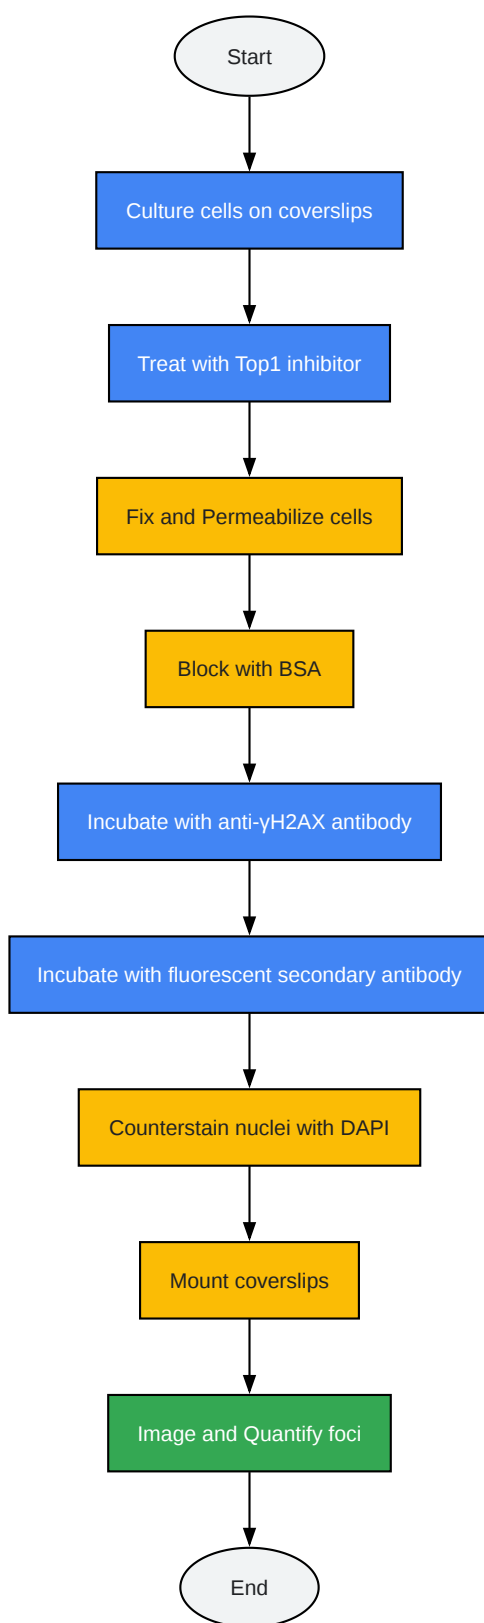 Start
Culture cells on coverslips
Treat with Top1 inhibitor
Fix and Permeabilize cells
Block with BSA
Incubate with anti-γH2AX antibody
Incubate with fluorescent secondary antibody
Counterstain nuclei with DAPI
Mount coverslips
Image and Quantify foci
End